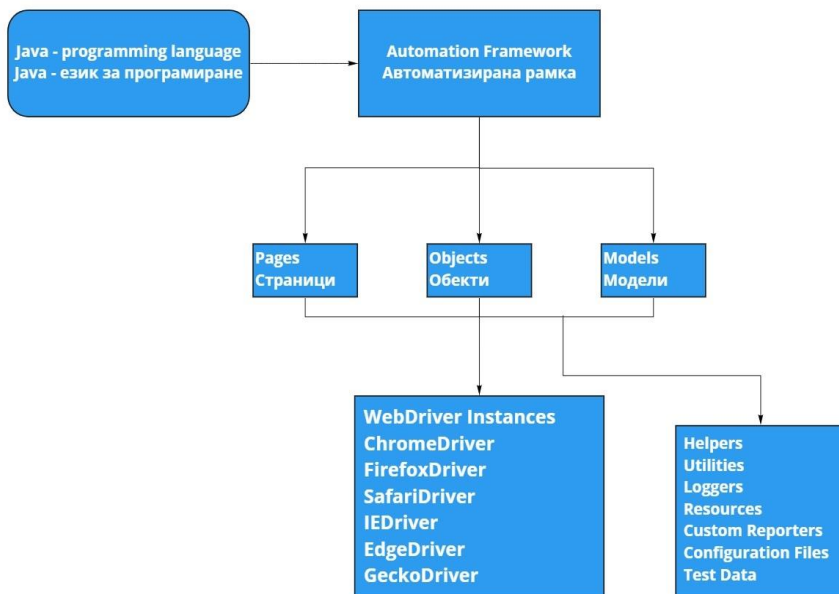 Java - programming language
Java - език за програмиране
Automation Framework
Автоматизирана рамка
Pages
Страници
Objects
Обекти
Models
Модели
WebDriver Instances
ChromeDriver
FirefoxDriver
SafariDriver
IEDriver
EdgeDriver
GeckoDriver
Helpers
Utilities
Loggers
Resources
Custom Reporters
Configuration Files
Test Data